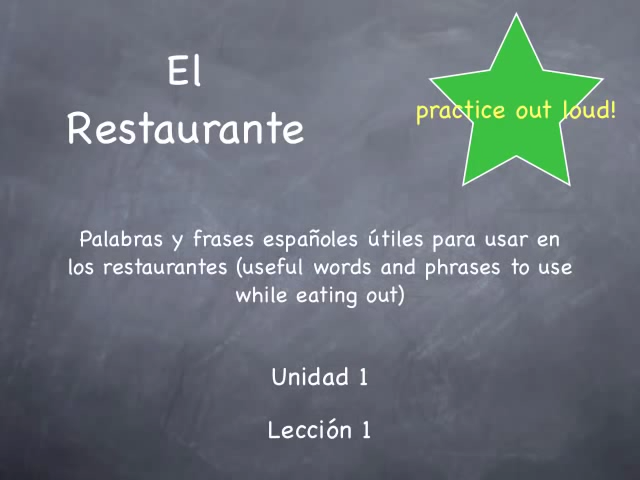 El
Restaurante
practice out loud!
Palabras y frases españoles útiles para usar en
los restaurantes (useful words and phrases to use
while eating out)
Unidad 1
Lección 1